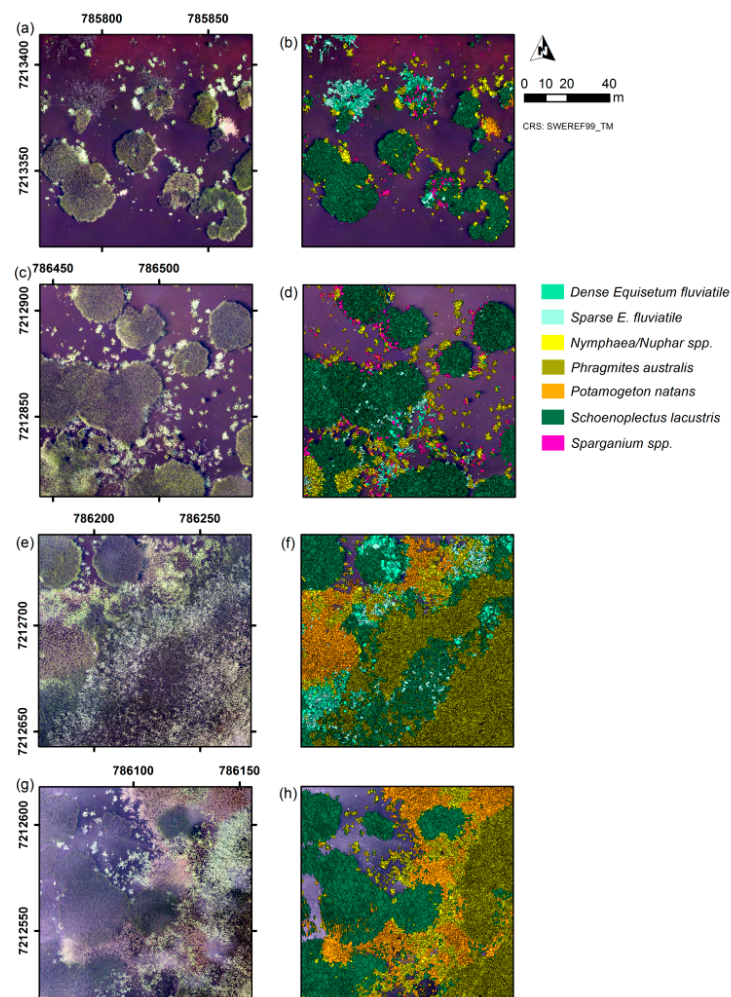 785800 785850
(a) (b)
7213400
7213350
N
0 10 20 40
m
CRS: SWEREF99_TM
(c) 786450 786500 (d)
7212900
7212850
Dense Equisetum fluviatile
Sparse E. fluviatile
Nymphaea/Nuphar spp.
Phragmites australis
Potamogeton natans
Schoenoplectus lacustris
Sparganium spp.
786200 786250
(e) (f)
7212700
7212650
786100 786150
(g) (h)
7212600
7212550